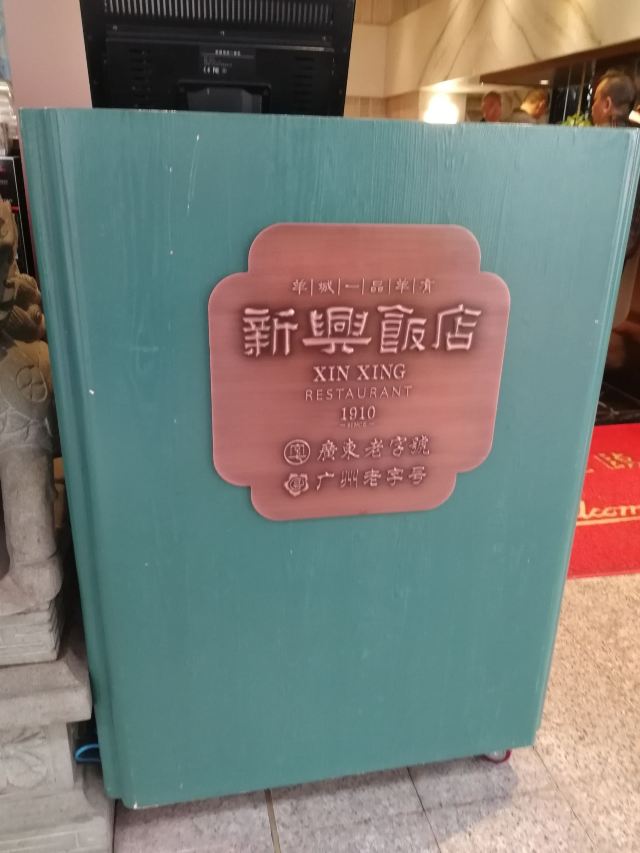 羊|城|一|品|羊|肴
新興飯店
XIN XING
RESTAURANT
1910
SINCE
廣東老字號
广州老字号
lcom